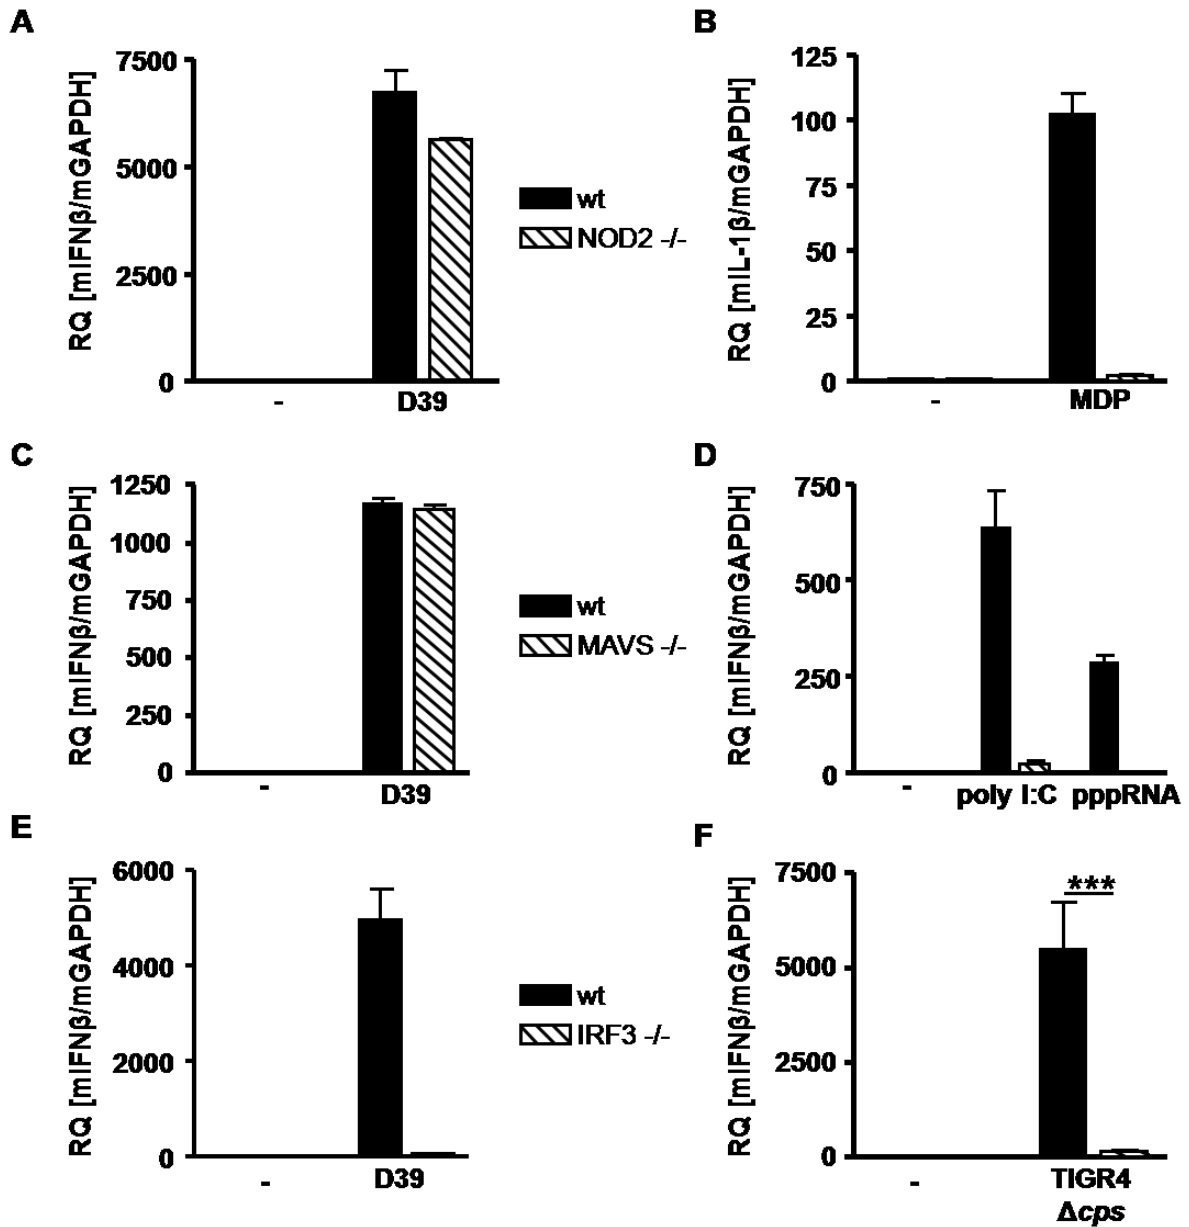 A
RQ [mIFNβ/mGAPDH]
7500
5000
2500
0
-
D39
wt
NOD2 -/-
B
RQ [mIL-1β/mGAPDH]
125
100
75
50
25
0
-
MDP
C
RQ [mIFNβ/mGAPDH]
1250
1000
750
500
250
0
-
D39
wt
MAVS -/-
D
RQ [mIFNβ/mGAPDH]
750
500
250
0
-
poly I:C
pppRNA
E
RQ [mIFNβ/mGAPDH]
6000
4000
2000
0
-
D39
wt
IRF3 -/-
F
RQ [mIFNβ/mGAPDH]
7500
5000
2500
0
***
-
TIGR4
Δcps